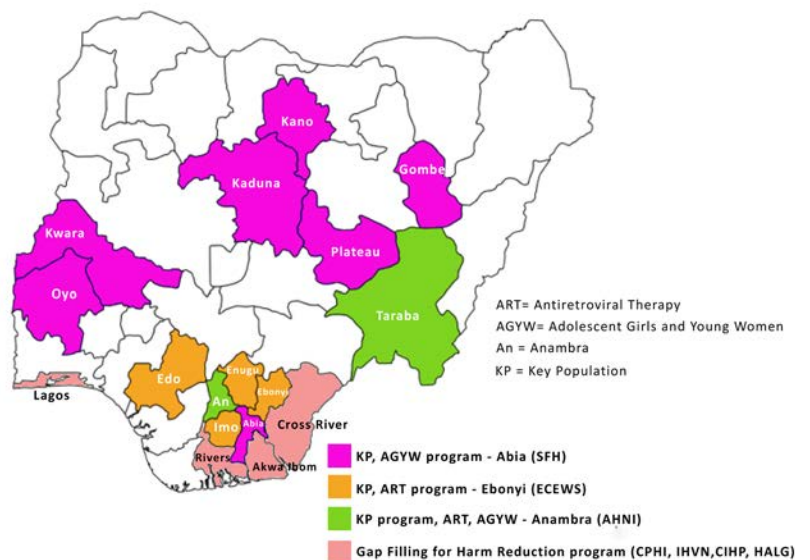 Kano
Kaduna
Gombe
Kwara
Plateau
Oyo
Taraba
ART= Antiretroviral Therapy
AGYW= Adolescent Girls and Young Women
An = Anambra
KP = Key Population
Edo
Enugu
Ebonyi
An
Lagos
Imo
Abia
Cross River
Rivers
Akwa Ibom
KP, AGYW program - Abia (SFH)
KP, ART program - Ebonyi (ECEWS)
KP program, ART, AGYW - Anambra (AHNI)
Gap Filling for Harm Reduction program (CPHI, IHVN,CIHP, HALG)